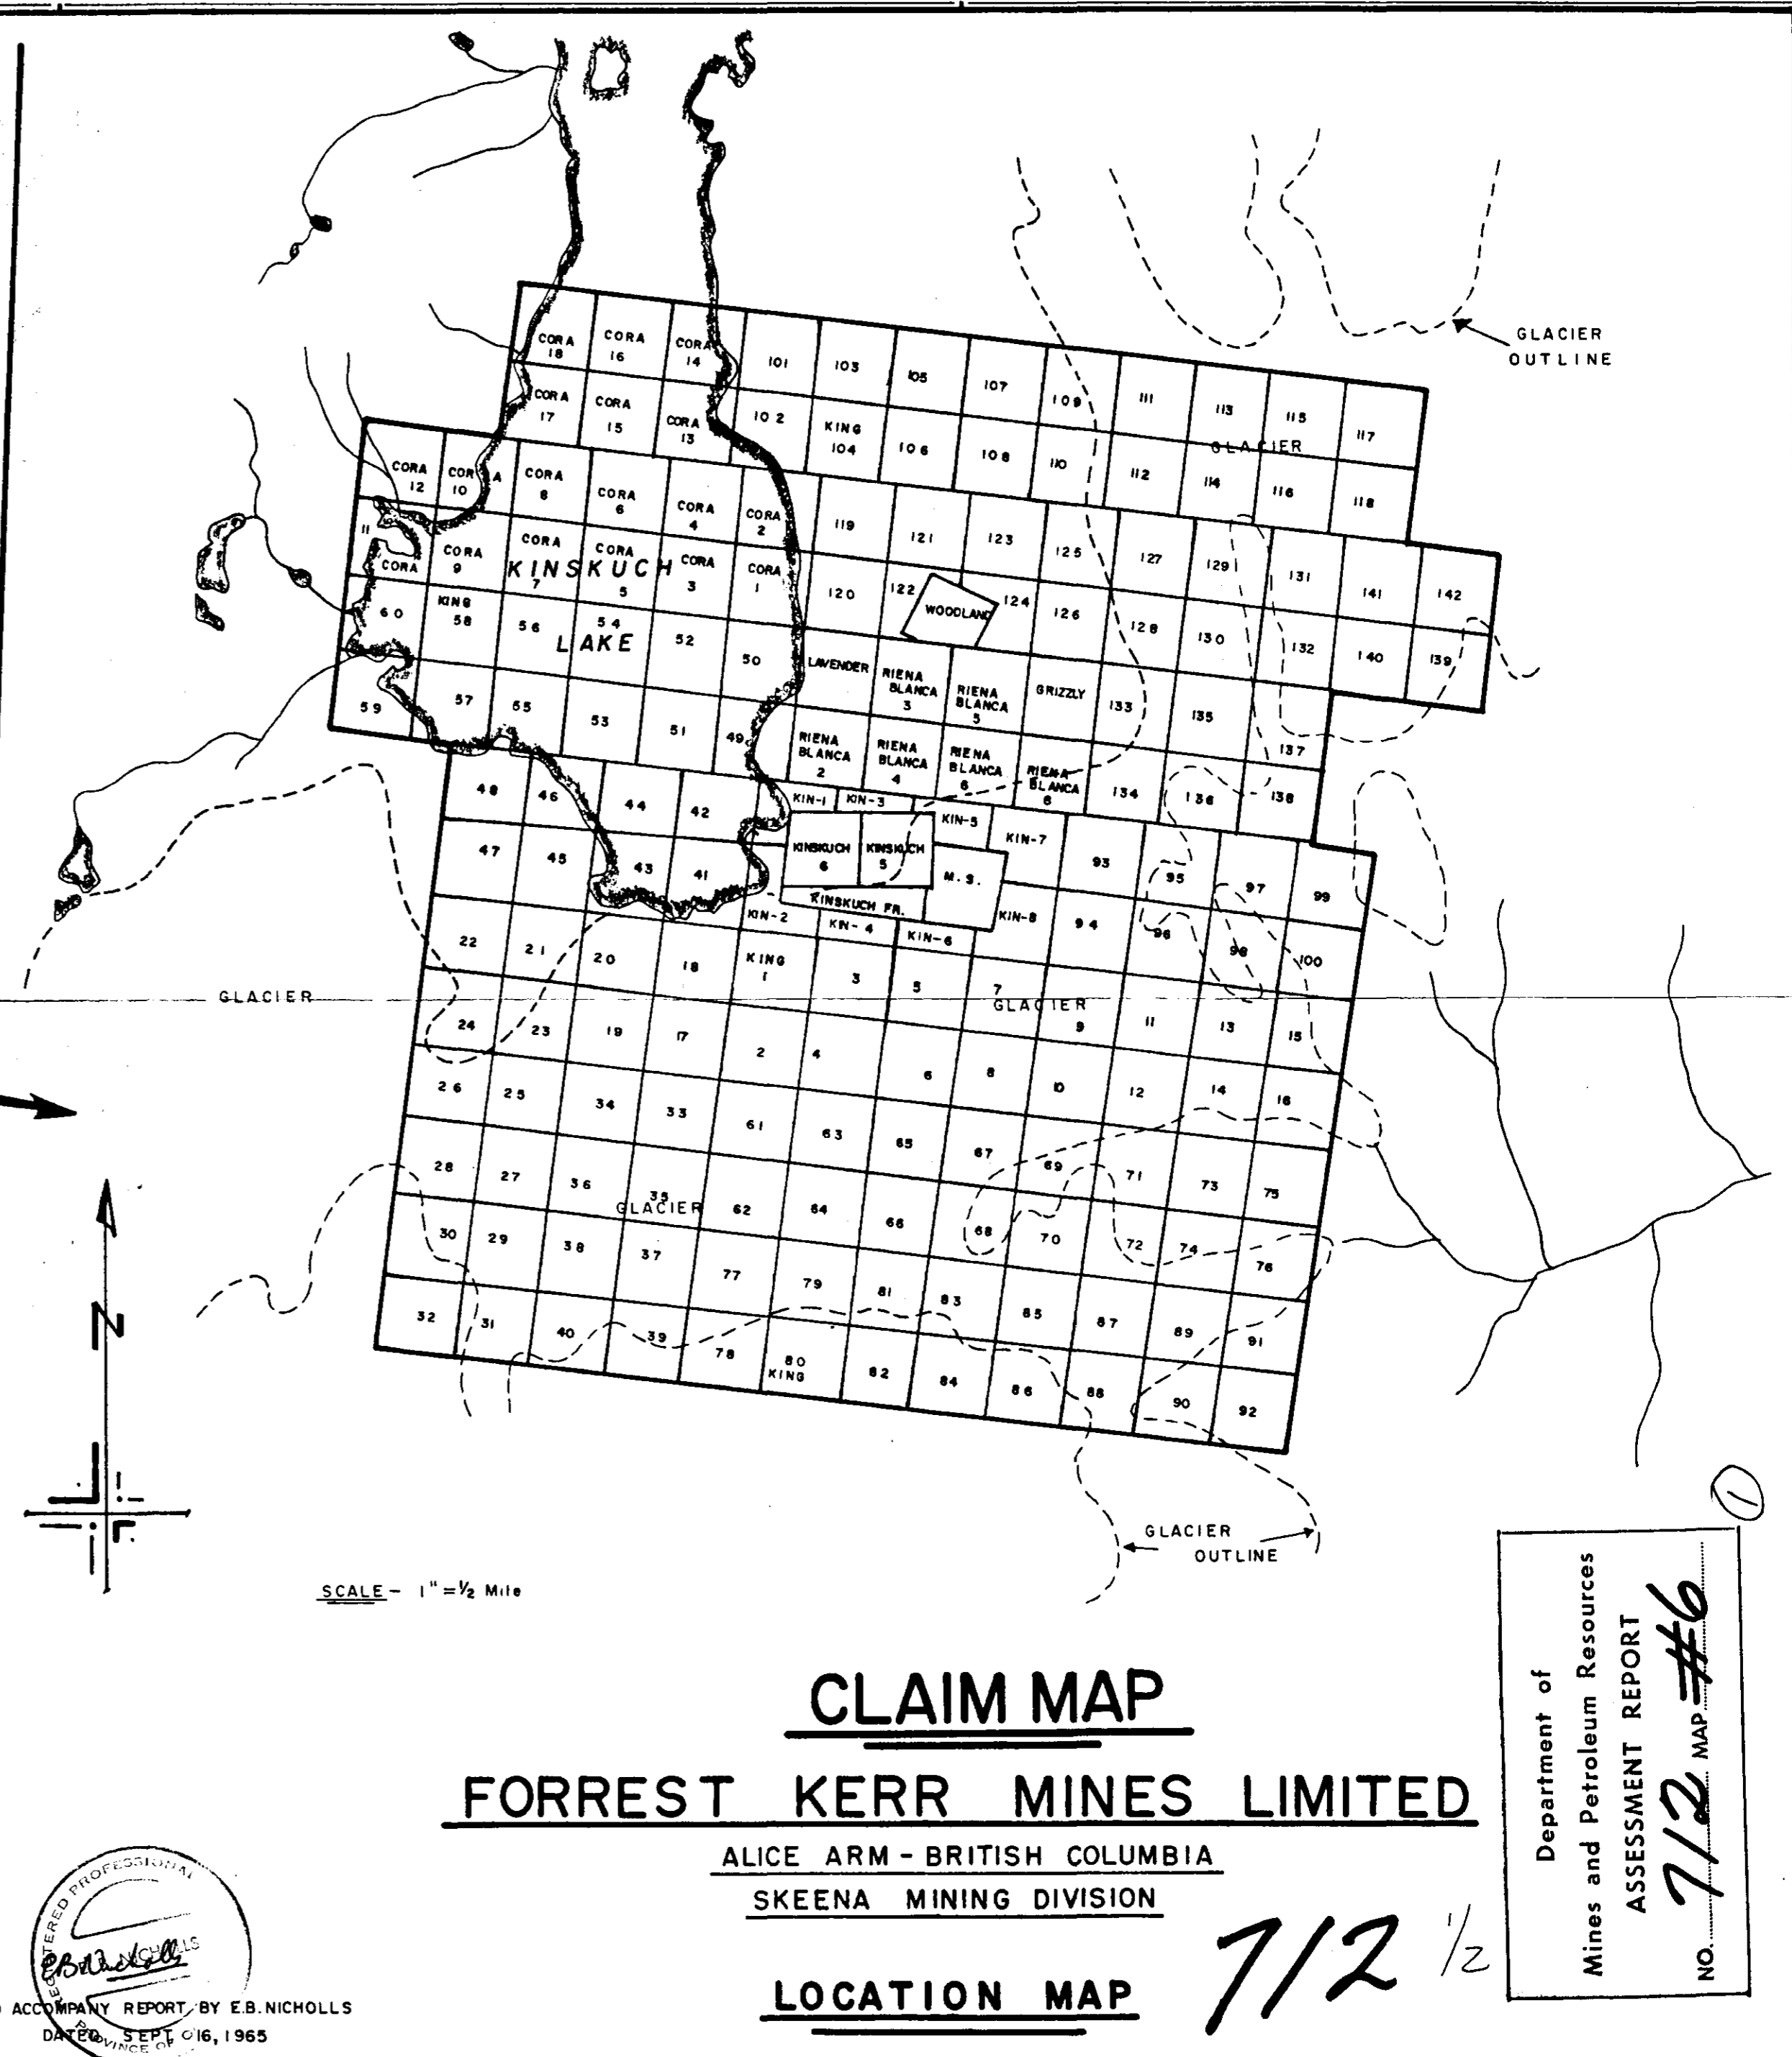 GLACIER
OUTLINE
CORA 18
CORA 16
CORA 14
101
103
105
107
109
111
113
115
117
CORA 17
CORA 15
CORA 13
102
KING 104
106
108
110
112
114
116
118
GLACIER
CORA 12
CORA 10
CORA 8
CORA 6
CORA 4
CORA 2
119
121
123
125
127
129
131
141
142
11 CORA
CORA 9
CORA 7
CORA 5
CORA 3
CORA 1
120
122
WOODLAND
124
126
128
130
132
140
139
KINSKUCH
LAKE
60
KING 58
56
54
52
50
LAVENDER
RIENA BLANCA 3
RIENA BLANCA 5
GRIZZLY
133
135
137
59
57
55
53
51
49
RIENA BLANCA 2
RIENA BLANCA 4
RIENA BLANCA 6
RIENA BLANCA 8
134
136
138
48
46
44
42
KIN-1
KIN-3
KIN-5
KIN-7
93
95
97
99
47
45
43
41
KINSKUCH 6
KINSKUCH 5
M.S.
KINSKUCH FR.
KIN-2
KIN-4
KIN-6
KIN-8
94
96
98
100
22
21
20
18
KING 1
3
5
7
9
11
13
15
GLACIER
GLACIER
24
23
19
17
2
4
6
8
10
12
14
16
26
25
34
33
61
63
65
67
69
71
73
75
28
27
36
35
62
64
66
68
70
72
74
76
GLACIER
30
29
38
37
77
79
81
83
85
87
89
91
32
31
40
39
78
80 KING
82
84
86
88
90
92
N
GLACIER
OUTLINE
SCALE - 1" = ½ Mile
CLAIM MAP
FORREST KERR MINES LIMITED
ALICE ARM - BRITISH COLUMBIA
SKEENA MINING DIVISION
LOCATION MAP
712 ½
1
Department of
Mines and Petroleum Resources
ASSESSMENT REPORT
NO. 712 MAP #6
REGISTERED PROFESSIONAL
E.B. NICHOLLS
PROVINCE OF
ACCOMPANY REPORT BY E.B. NICHOLLS
DATED SEPT 16, 1965